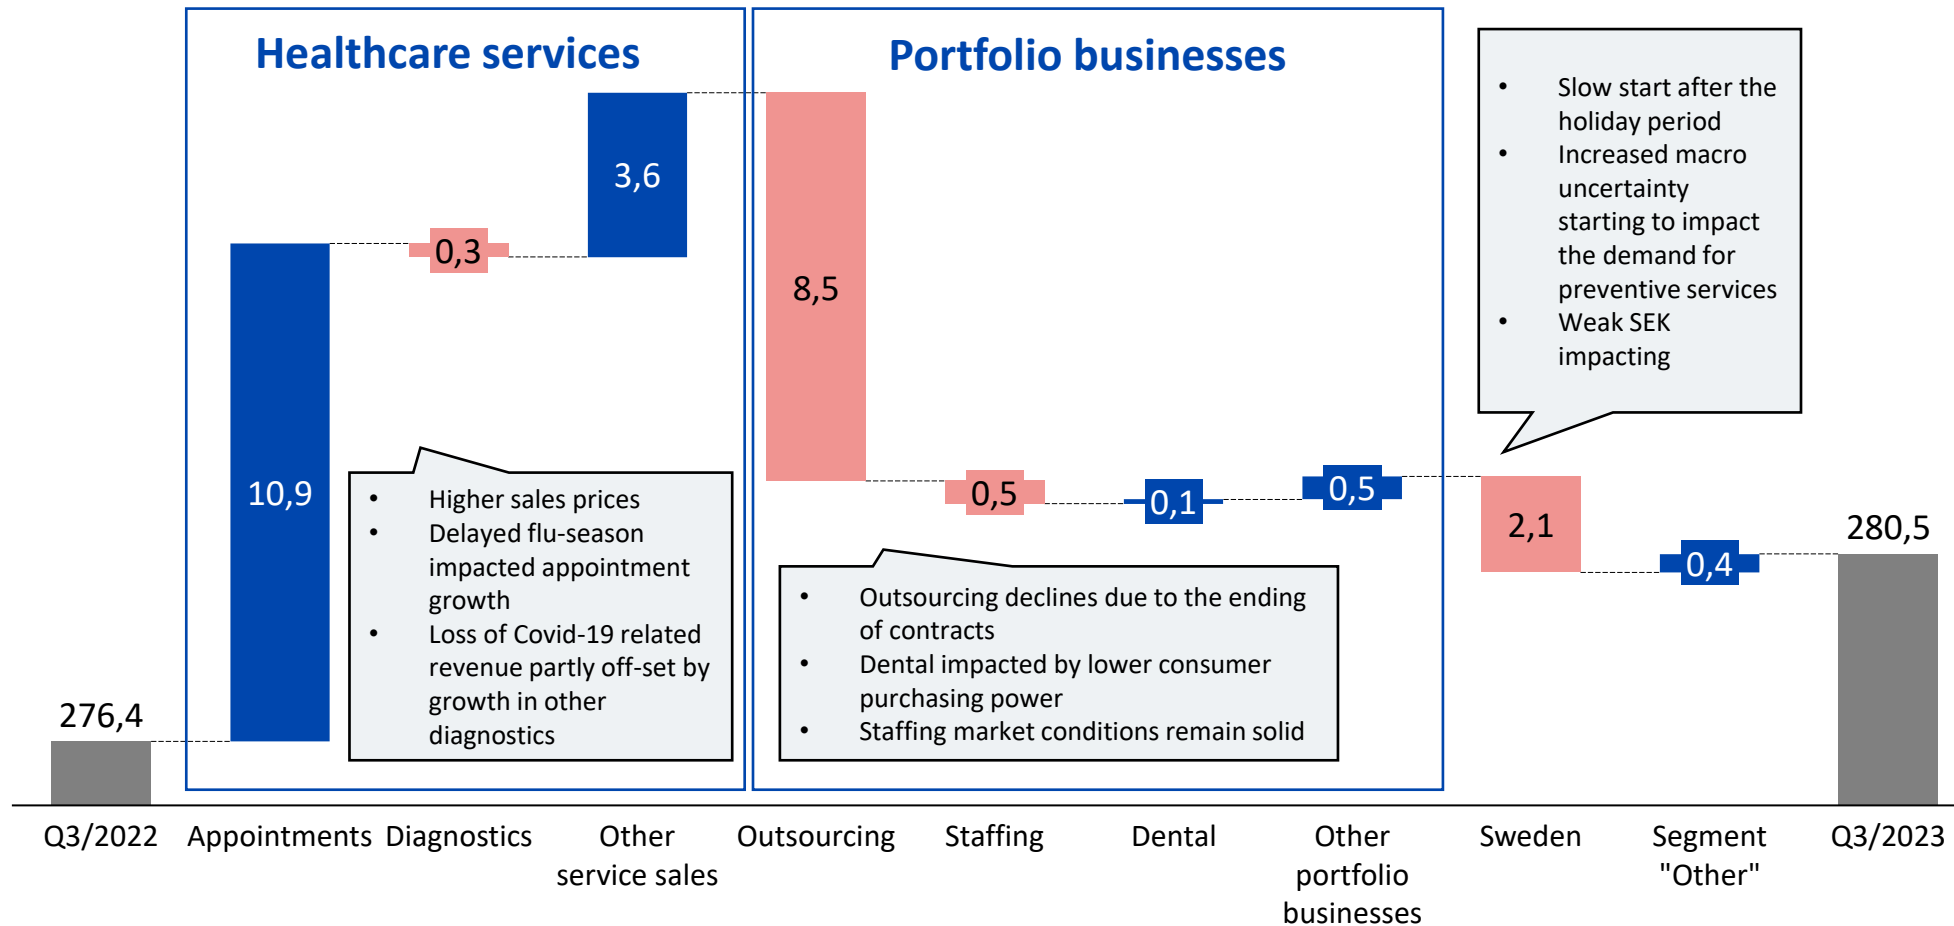 Healthcare services
Portfolio businesses
276,4
10,9
0,3
3,6
8,5
0,5
0,1
0,5
2,1
0,4
280,5
• Higher sales prices
• Delayed flu-season
impacted appointment
growth
• Loss of Covid-19 related
revenue partly off-set by
growth in other
diagnostics
• Outsourcing declines due to the ending
of contracts
• Dental impacted by lower consumer
purchasing power
• Staffing market conditions remain solid
• Slow start after the
holiday period
• Increased macro
uncertainty
starting to impact
the demand for
preventive services
• Weak SEK
impacting
Q3/2022
Appointments
Diagnostics
Other
service sales
Outsourcing
Staffing
Dental
Other
portfolio
businesses
Sweden
Segment
"Other"
Q3/2023